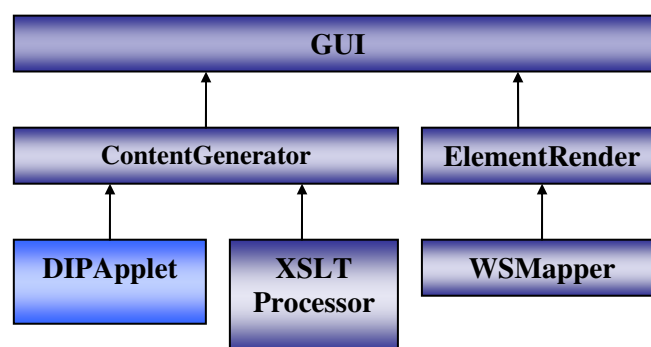 GUI
ContentGenerator
ElementRender
DIPApplet
XSLT
Processor
WSMapper